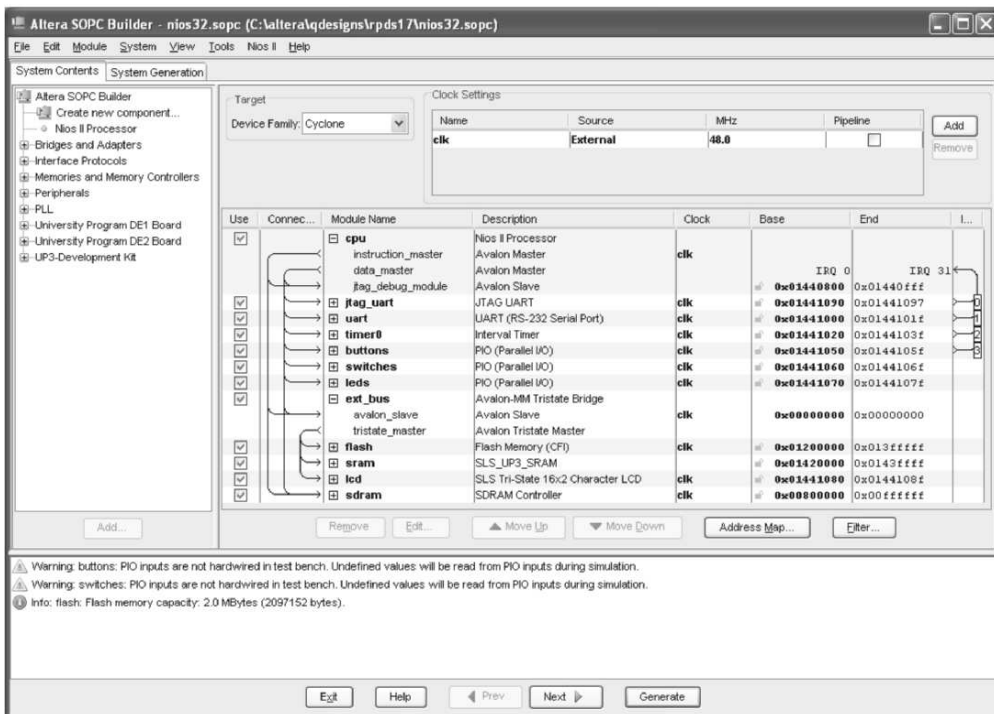 Altera SOPC Builder - nios32.sopc (C:\altera\qdesigns\rpds17\nios32.sopc)
File Edit Module System View Tools Nios II Help
System Contents System Generation
Altera SOPC Builder
Create new component...
Nios II Processor
Bridges and Adapters
Interface Protocols
Memories and Memory Controllers
Peripherals
PLL
University Program DE1 Board
University Program DE2 Board
UP3-Development Kit
Add...
Target
Device Family: Cyclone
Clock Settings
Name Source MHz Pipeline
clk External 48.0
Add
Remove
Use Connec... Module Name Description Clock Base End I...
cpu Nios II Processor
instruction_master Avalon Master clk
data_master Avalon Master IRQ 0 IRQ 31
jtag_debug_module Avalon Slave 0x01440800 0x01440fff
jtag_uart JTAG UART clk 0x01441090 0x01441097 0
uart UART (RS-232 Serial Port) clk 0x01441000 0x0144101f 1
timer0 Interval Timer clk 0x01441020 0x0144103f 2
buttons PIO (Parallel I/O) clk 0x01441050 0x0144105f 3
switches PIO (Parallel I/O) clk 0x01441060 0x0144106f
leds PIO (Parallel I/O) clk 0x01441070 0x0144107f
ext_bus Avalon-MM Tristate Bridge
avalon_slave Avalon Slave clk 0x00000000 0x00000000
tristate_master Avalon Tristate Master
flash Flash Memory (CFI) clk 0x01200000 0x013fffff
sram SLS_UP3_SRAM 0x01420000 0x0143ffff
lcd SLS Tri-State 16x2 Character LCD clk 0x01441080 0x0144108f
sdram SDRAM Controller clk 0x00800000 0x00ffffff
Remove Edit... Move Up Move Down Address Map... Filter...
Warning: buttons: PIO inputs are not hardwired in test bench. Undefined values will be read from PIO inputs during simulation.
Warning: switches: PIO inputs are not hardwired in test bench. Undefined values will be read from PIO inputs during simulation.
Info: flash: Flash memory capacity: 2.0 MBytes (2097152 bytes).
Exit Help Prev Next Generate